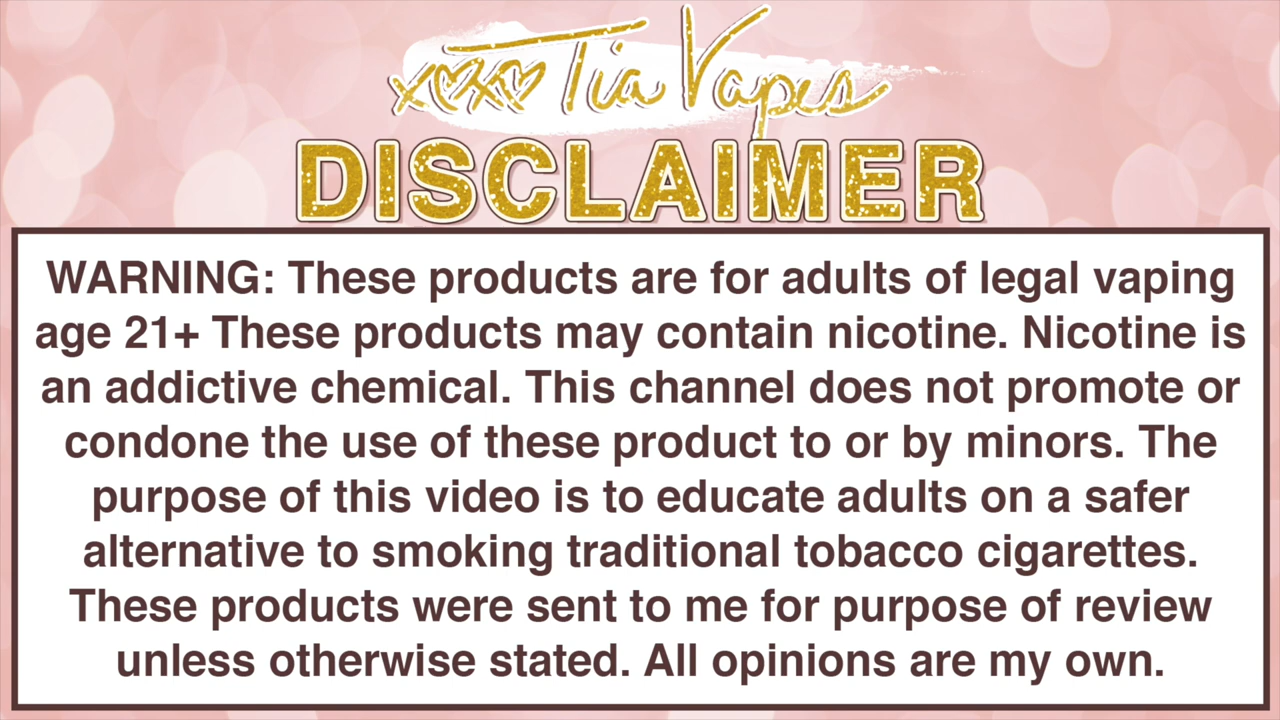 xoxo Tia Vapes
DISCLAIMER
WARNING: These products are for adults of legal vaping
age 21+ These products may contain nicotine. Nicotine is
an addictive chemical. This channel does not promote or
condone the use of these product to or by minors. The
purpose of this video is to educate adults on a safer
alternative to smoking traditional tobacco cigarettes.
These products were sent to me for purpose of review
unless otherwise stated. All opinions are my own.